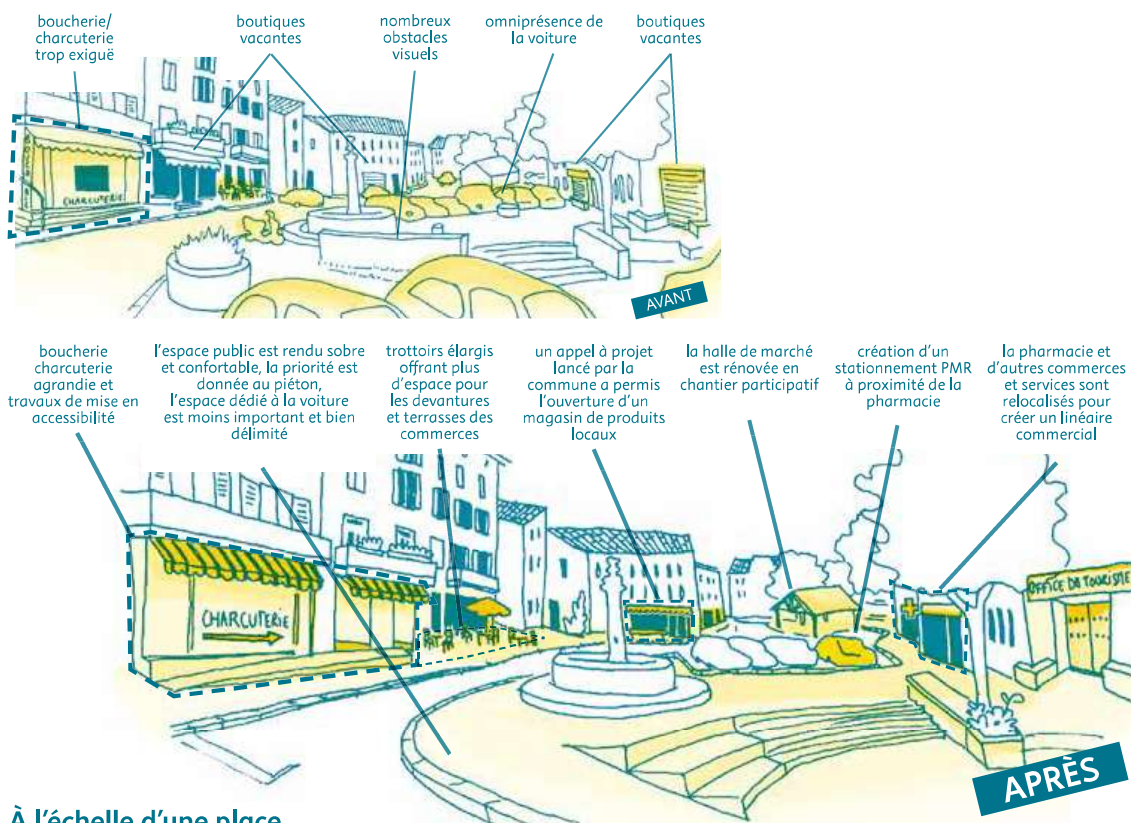 boucherie/
charcuterie
trop exiguë
boutiques
vacantes
nombreux
obstacles
visuels
omniprésence de
la voiture
boutiques
vacantes
CHARCUTERIE
AVANT
boucherie
charcuterie
agrandie et
travaux de mise en
accessibilité
l'espace public est rendu sobre
et confortable, la priorité est
donnée au piéton,
l'espace dédié à la voiture
est moins important et bien
délimité
trottoirs élargis
offrant plus
d'espace pour
les devantures
et terrasses des
commerces
un appel à projet
lancé par la
commune a permis
l'ouverture d'un
magasin de produits
locaux
la halle de marché
est rénovée en
chantier participatif
création d'un
stationnement PMR
à proximité de la
pharmacie
la pharmacie et
d'autres commerces
et services sont
relocalisés pour
créer un linéaire
commercial
CHARCUTERIE
OFFICE DU TOURISME
APRÈS
À l'échelle d'une place